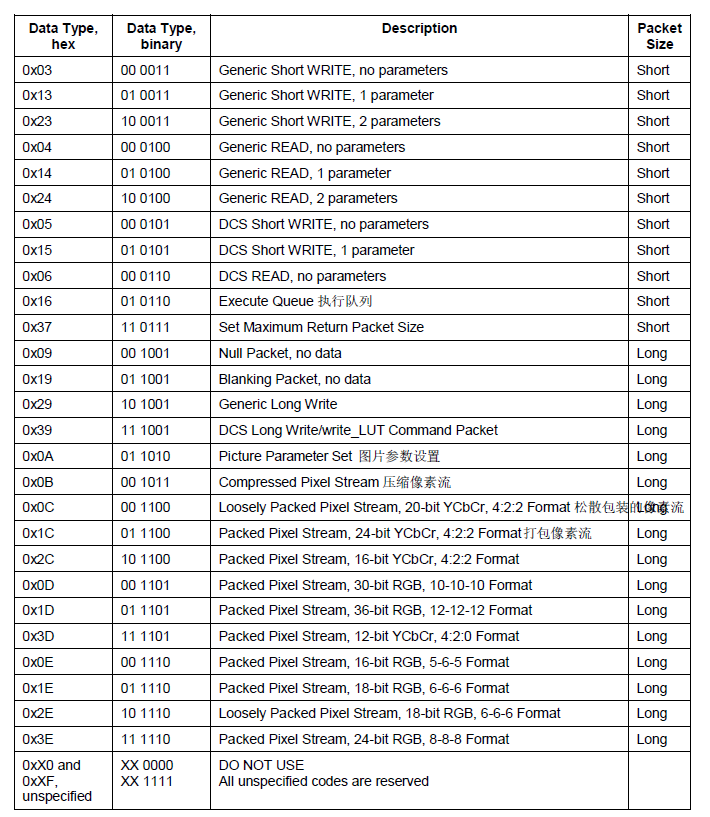 Data Type, hex Data Type, binary Description Packet Size
0x03 00 0011 Generic Short WRITE, no parameters Short
0x13 01 0011 Generic Short WRITE, 1 parameter Short
0x23 10 0011 Generic Short WRITE, 2 parameters Short
0x04 00 0100 Generic READ, no parameters Short
0x14 01 0100 Generic READ, 1 parameter Short
0x24 10 0100 Generic READ, 2 parameters Short
0x05 00 0101 DCS Short WRITE, no parameters Short
0x15 01 0101 DCS Short WRITE, 1 parameter Short
0x06 00 0110 DCS READ, no parameters Short
0x16 01 0110 Execute Queue 执行队列 Short
0x37 11 0111 Set Maximum Return Packet Size Short
0x09 00 1001 Null Packet, no data Long
0x19 01 1001 Blanking Packet, no data Long
0x29 10 1001 Generic Long Write Long
0x39 11 1001 DCS Long Write/write_LUT Command Packet Long
0x0A 01 1010 Picture Parameter Set 图片参数设置 Long
0x0B 00 1011 Compressed Pixel Stream 压缩像素流 Long
0x0C 00 1100 Loosely Packed Pixel Stream, 20-bit YCbCr, 4:2:2 Format 松散包装的像素流 Long
0x1C 01 1100 Packed Pixel Stream, 24-bit YCbCr, 4:2:2 Format 打包像素流 Long
0x2C 10 1100 Packed Pixel Stream, 16-bit YCbCr, 4:2:2 Format Long
0x0D 00 1101 Packed Pixel Stream, 30-bit RGB, 10-10-10 Format Long
0x1D 01 1101 Packed Pixel Stream, 36-bit RGB, 12-12-12 Format Long
0x3D 11 1101 Packed Pixel Stream, 12-bit YCbCr, 4:2:0 Format Long
0x0E 00 1110 Packed Pixel Stream, 16-bit RGB, 5-6-5 Format Long
0x1E 01 1110 Packed Pixel Stream, 18-bit RGB, 6-6-6 Format Long
0x2E 10 1110 Loosely Packed Pixel Stream, 18-bit RGB, 6-6-6 Format Long
0x3E 11 1110 Packed Pixel Stream, 24-bit RGB, 8-8-8 Format Long
0xX0 and XX 0000 DO NOT USE
0xXF, XX 1111 All unspecified codes are reserved
unspecified